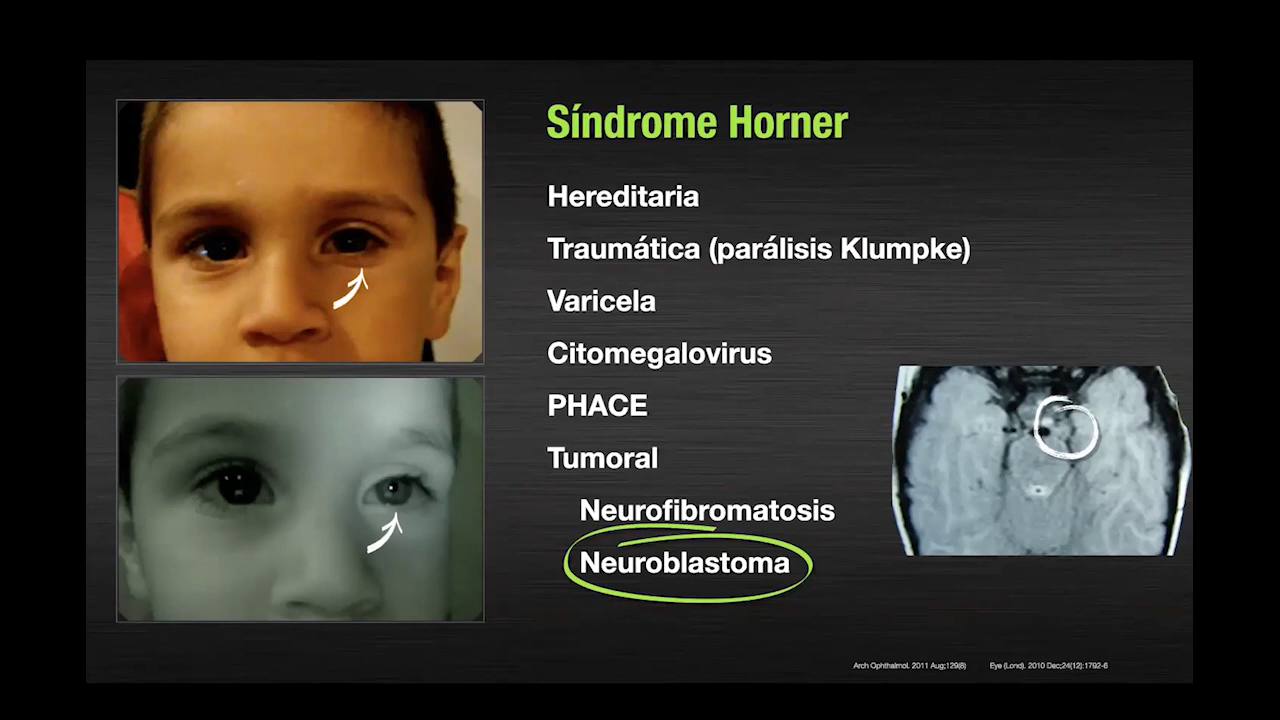 Síndrome Horner
Hereditaria
Traumática (parálisis Klumpke)
Varicela
Citomegalovirus
PHACE
Tumoral
Neurofibromatosis
Neuroblastoma
Arch Ophthalmol. 2011 Aug;129(8) Eye (Lond). 2010 Dec;24(12):1792-6